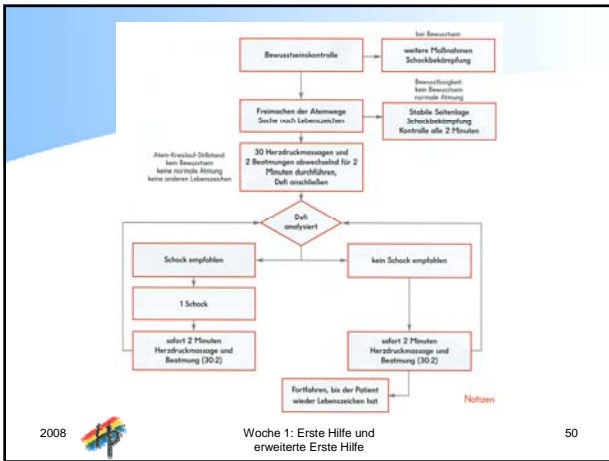 bei Bewusstsein
Bewusstseinskontrolle
weitere Maßnahmen
Schockbekämpfung
Bewusstlosigkeit
kein Bewusstsein
normale Atmung
Freimachen der Atemwege
Suche nach Lebenszeichen
Stabile Seitenlage
Schockbekämpfung
Kontrolle alle 2 Minuten
Atem-Kreislauf-Stillstand
kein Bewusstsein
keine normale Atmung
keine anderen Lebenszeichen
30 Herzdruckmassagen und
2 Beatmungen abwechselnd für 2
Minuten durchführen,
Defi anschließen
Defi
analysiert
Schock empfohlen
kein Schock empfohlen
1 Schock
sofort 2 Minuten
Herzdruckmassage und
Beatmung (30:2)
sofort 2 Minuten
Herzdruckmassage und
Beatmung (30:2)
Fortfahren, bis der Patient
wieder Lebenszeichen hat
Notizen
2008
Woche 1: Erste Hilfe und
erweiterte Erste Hilfe
50